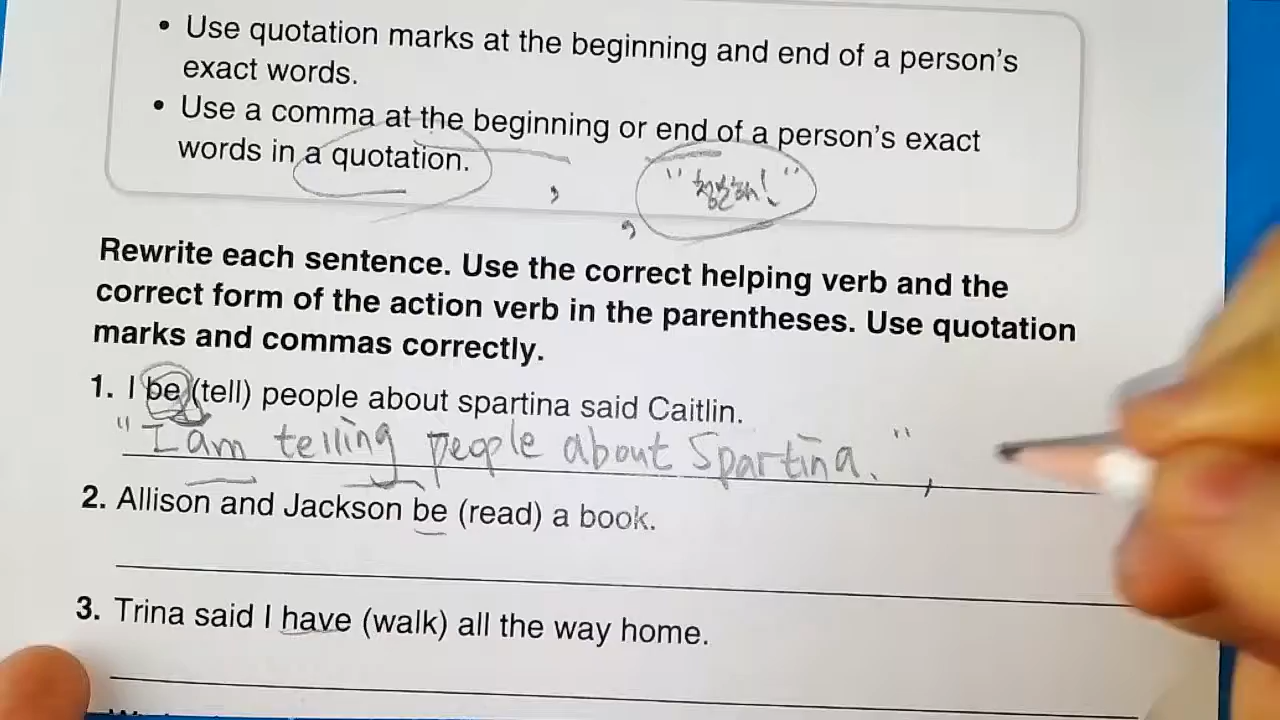 • Use quotation marks at the beginning and end of a person's
exact words.
• Use a comma at the beginning or end of a person's exact
words in a quotation.
,
,
Rewrite each sentence. Use the correct helping verb and the
correct form of the action verb in the parentheses. Use quotation
marks and commas correctly.
1. I be (tell) people about spartina said Caitlin.
"I am telling people about Spartina." ,
2. Allison and Jackson be (read) a book.
3. Trina said I have (walk) all the way home.